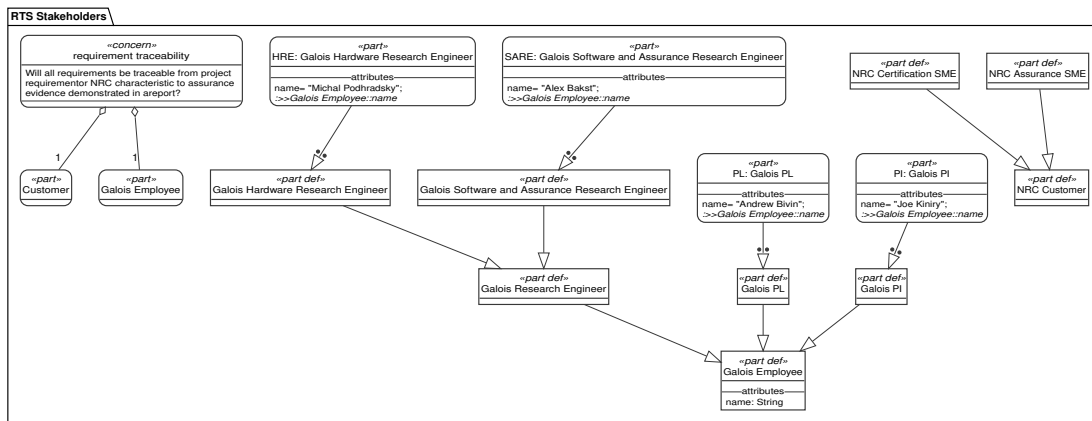 RTS Stakeholders
«concern»
requirement traceability
Will all requirements be traceable from project
requirementor NRC characteristic to assurance
evidence demonstrated in areport?
«part»
HRE: Galois Hardware Research Engineer
attributes
name= "Michal Podhradsky";
:>>Galois Employee::name
«part»
SARE: Galois Software and Assurance Research Engineer
attributes
name= "Alex Bakst";
:>>Galois Employee::name
«part def»
NRC Certification SME
«part def»
NRC Assurance SME
1
1
«part»
Customer
«part»
Galois Employee
«part def»
Galois Hardware Research Engineer
«part def»
Galois Software and Assurance Research Engineer
«part»
PL: Galois PL
attributes
name= "Andrew Bivin";
:>>Galois Employee::name
«part»
PI: Galois PI
attributes
name= "Joe Kiniry";
:>>Galois Employee::name
«part def»
NRC Customer
«part def»
Galois Research Engineer
«part def»
Galois PL
«part def»
Galois PI
«part def»
Galois Employee
attributes
name: String